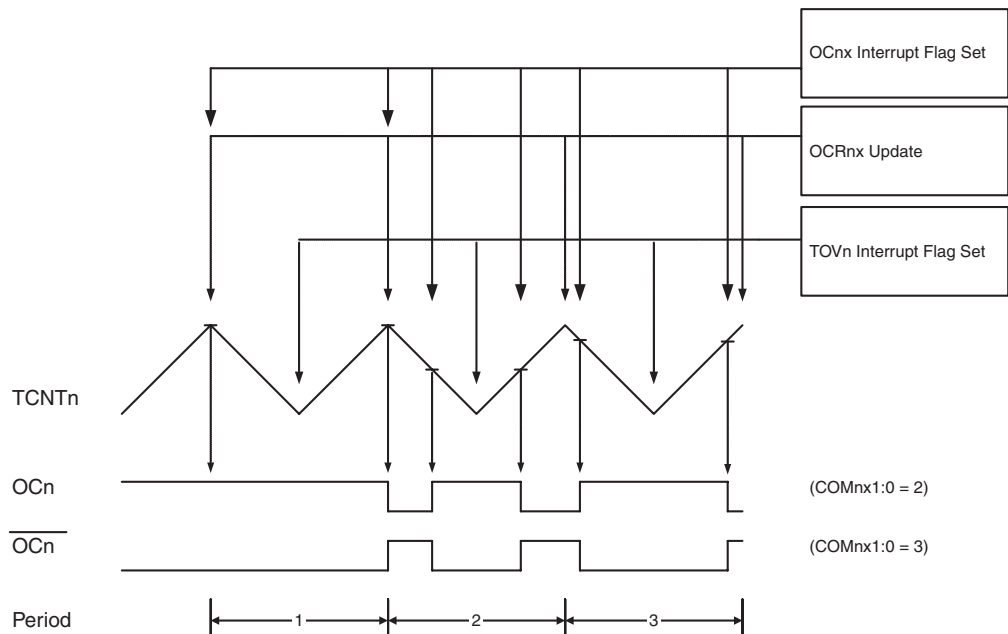 OCnx Interrupt Flag Set
OCRnx Update
TOVn Interrupt Flag Set
TCNTn
OCn
(COMnx1:0 = 2)
OCn
(COMnx1:0 = 3)
Period
1
2
3